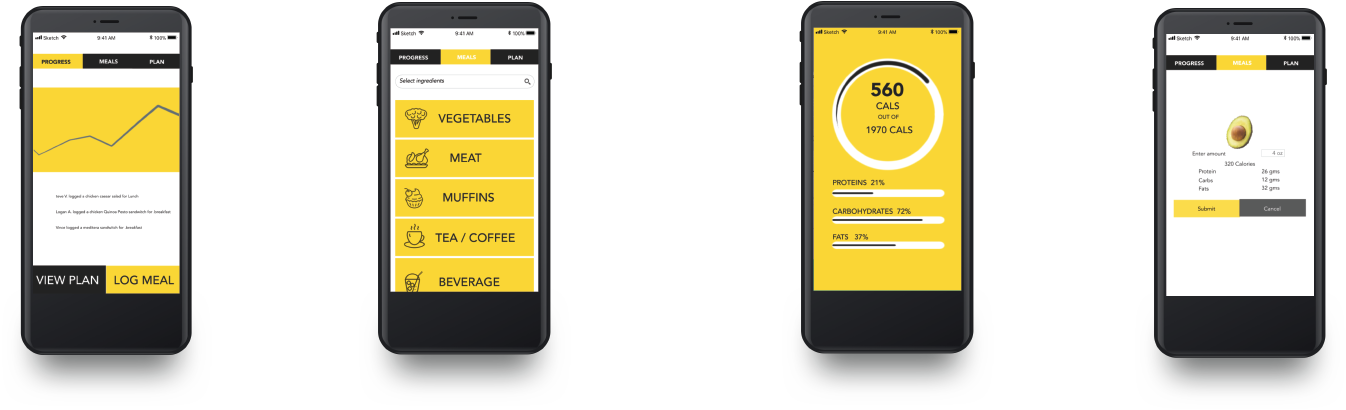 Sketch 9:41 AM 100%
PROGRESS MEALS PLAN
Jane V. logged a chicken caesar salad for Lunch
Logan A. logged a chicken Quinoa Pesto sandwitch for breakfast
logged a sandwitch for breakfast
VIEW PLAN LOG MEAL
Sketch 9:41 AM 100%
PROGRESS MEALS PLAN
Select ingredients
VEGETABLES
MEAT
MUFFINS
TEA / COFFEE
BEVERAGE
Sketch 9:41 AM 100%
560
CALS
OUT OF
1970 CALS
PROTEINS 21%
CARBOHYDRATES 72%
FATS 37%
Sketch 9:41 AM 100%
PROGRESS MEALS PLAN
Enter amount 4 oz
320 Calories
Protein 26 gms
Carbs 12 gms
Fats 32 gms
Submit Cancel